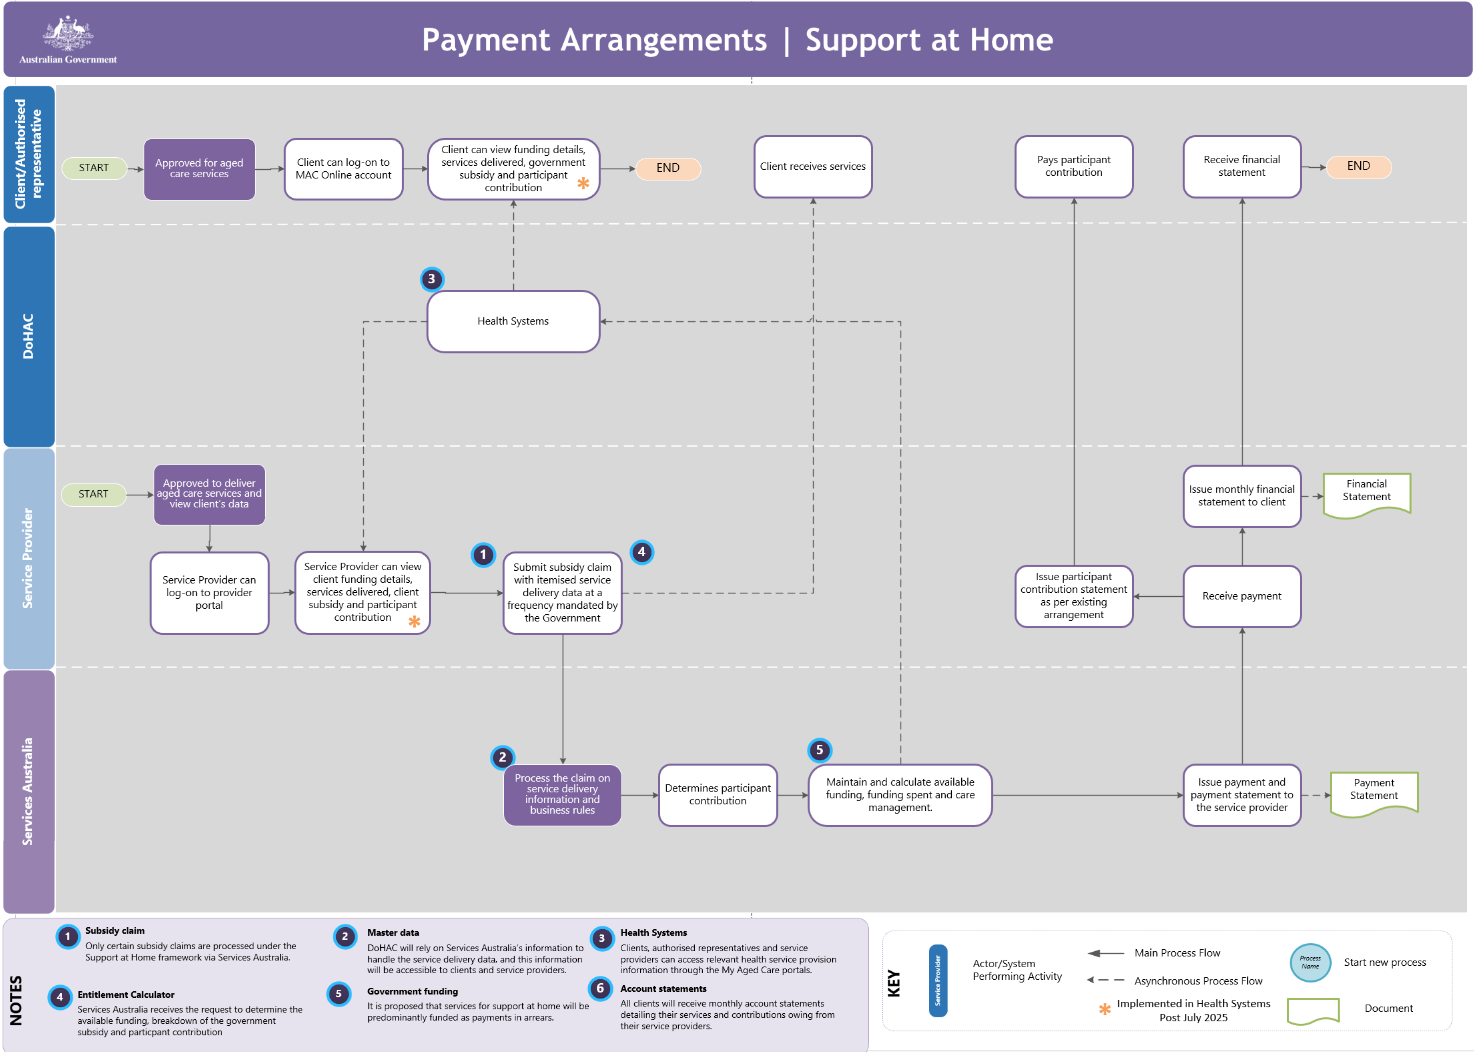 Australian Government
Payment Arrangements | Support at Home
Client/Authorised
representative
START
Approved for aged
care services
Client can log-on to
MAC Online account
Client can view funding details,
services delivered, government
subsidy and participant
contribution
END
Client receives services
Pays participant
contribution
Receive financial
statement
END
DoHAC
3
Health Systems
Service Provider
START
Approved to deliver
aged care services and
view client's data
Service Provider can
log-on to provider
portal
Service Provider can view
client funding details,
services delivered, client
subsidy and participant
contribution
1
Submit subsidy claim
with itemised service
delivery data at a
frequency mandated by
the Government
4
Issue participant
contribution statement
as per existing
arrangement
Receive payment
Issue monthly financial
statement to client
Financial
Statement
Services Australia
2
Process the claim on
service delivery
information and
business rules
Determines participant
contribution
5
Maintain and calculate available
funding, funding spent and care
management.
Issue payment and
payment statement to
the service provider
Payment
Statement
NOTES
1
Subsidy claim
Only certain subsidy claims are processed under the
Support at Home framework via Services Australia.
2
Master data
DoHAC will rely on Services Australia's information to
handle the service delivery data, and this information
will be accessible to clients and service providers.
3
Health Systems
Clients, authorised representatives and service
providers can access relevant health service provision
information through the My Aged Care portals.
4
Entitlement Calculator
Services Australia receives the request to determine the
available funding, breakdown of the government
subsidy and particpant contribution
5
Government funding
It is proposed that services for support at home will be
predominantly funded as payments in arrears.
6
Account statements
All clients will receive monthly account statements
detailing their services and contributions owing from
their service providers.
KEY
Service Provider
Actor/System
Performing Activity
Main Process Flow
Asynchronous Process Flow
Implemented in Health Systems
Post July 2025
Process
Name
Start new process
Document